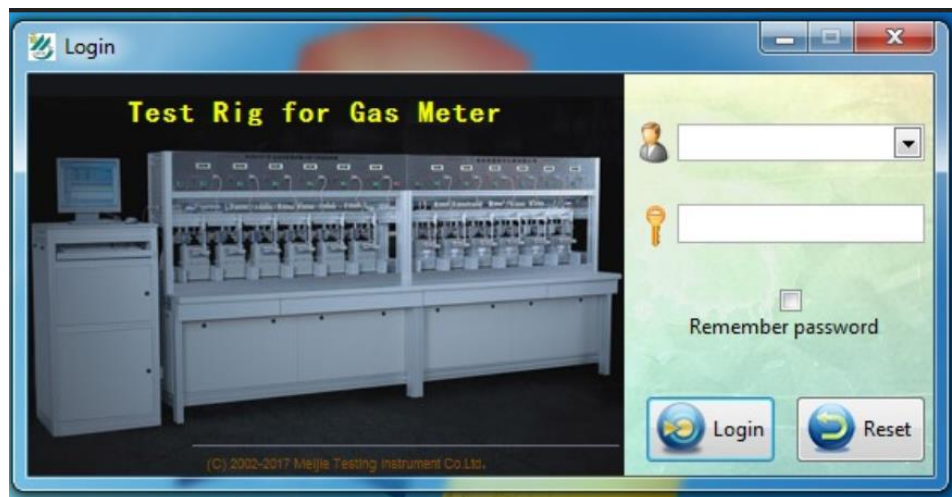 Login
Test Rig for Gas Meter
Remember password
Login
Reset
(C) 2002-2017 Meijie Testing Instrument Co.Ltd.